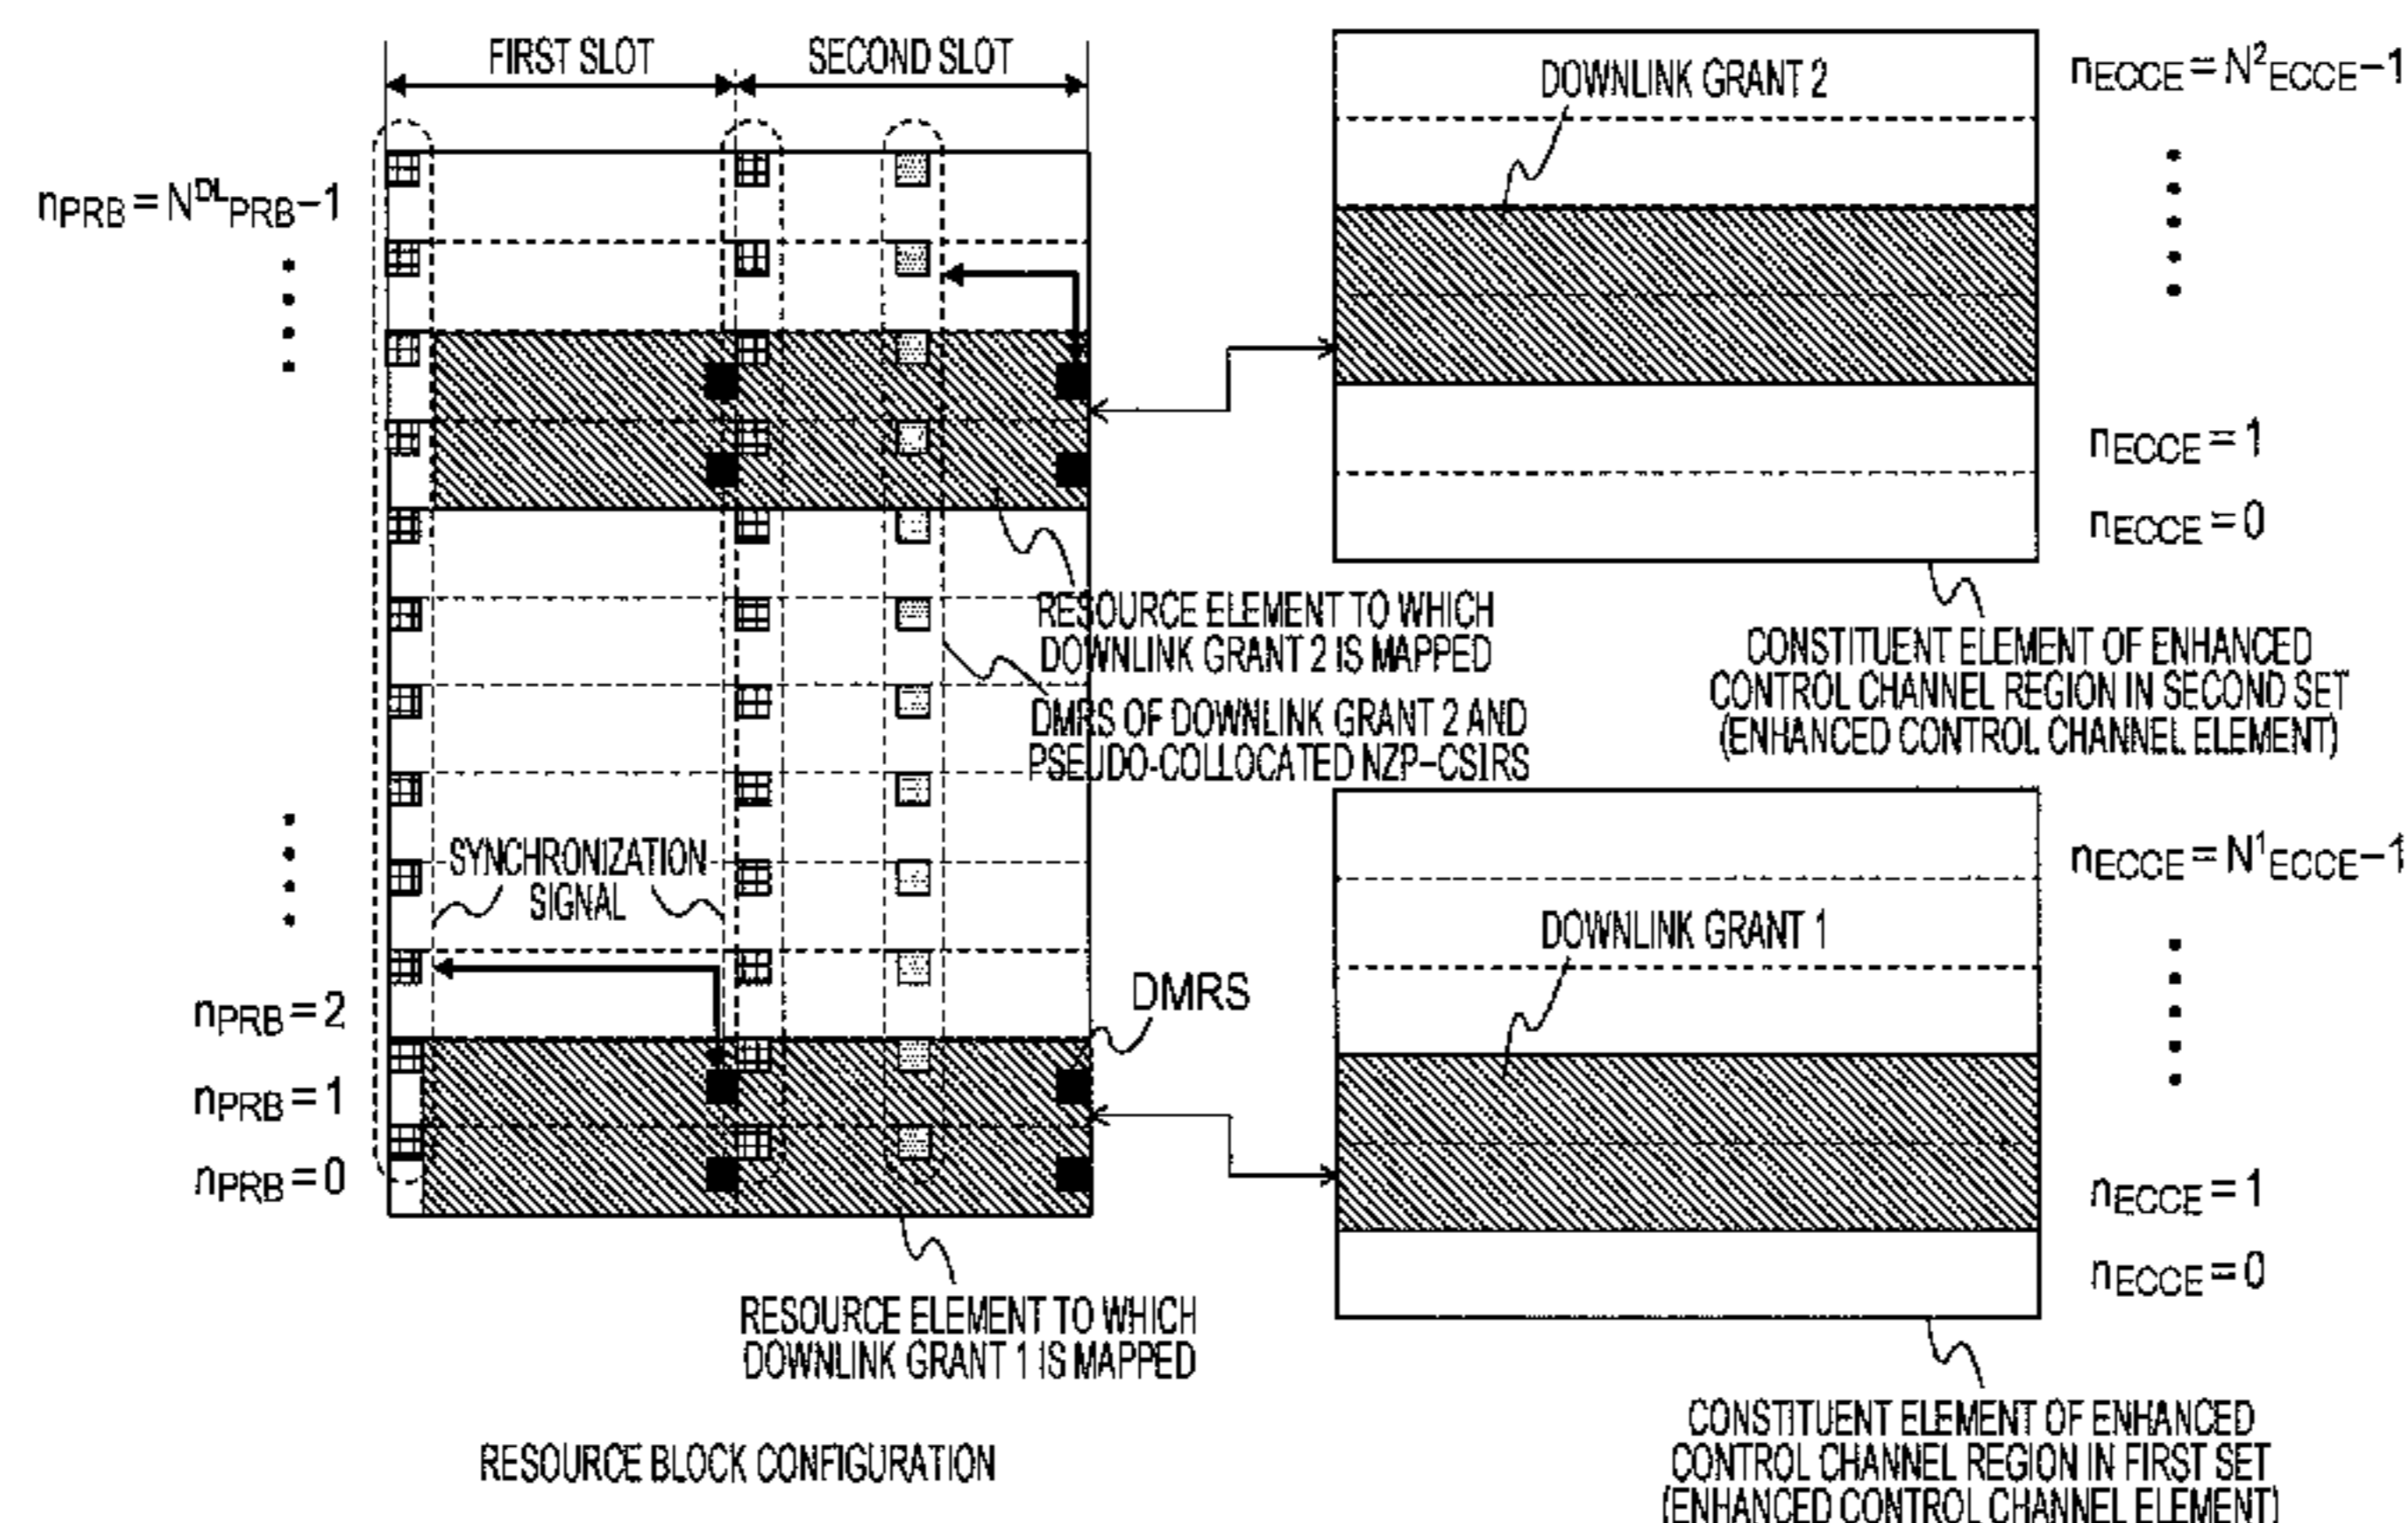 FIRST SLOT
SECOND SLOT
nPRB = N^DL PRB−1
nPRB = 2
nPRB = 1
nPRB = 0
SYNCHRONIZATION
SIGNAL
RESOURCE ELEMENT TO WHICH
DOWNLINK GRANT 2 IS MAPPED
DMRS OF DOWNLINK GRANT 2 AND
PSEUDO-COLLOCATED NZP-CSIRS
DMRS
RESOURCE ELEMENT TO WHICH
DOWNLINK GRANT 1 IS MAPPED
RESOURCE BLOCK CONFIGURATION
DOWNLINK GRANT 2
nECCE = N²ECCE−1
nECCE = 1
nECCE = 0
CONSTITUENT ELEMENT OF ENHANCED
CONTROL CHANNEL REGION IN SECOND SET
(ENHANCED CONTROL CHANNEL ELEMENT)
DOWNLINK GRANT 1
nECCE = N¹ECCE−1
nECCE = 1
nECCE = 0
CONSTITUENT ELEMENT OF ENHANCED
CONTROL CHANNEL REGION IN FIRST SET
(ENHANCED CONTROL CHANNEL ELEMENT)